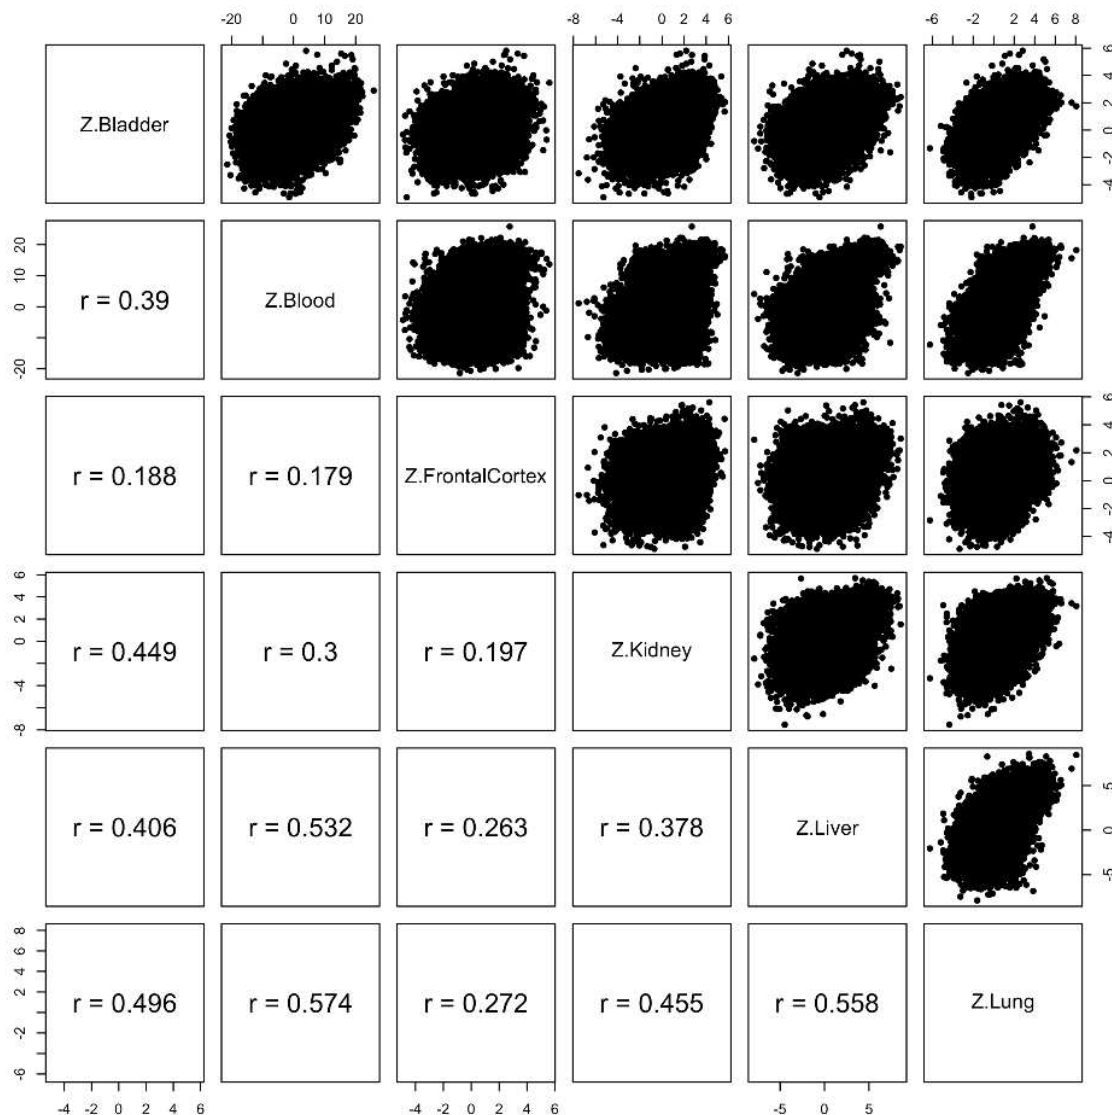 -20 0 10 20 -8 -4 0 2 4 6 -6 -2 2 4 6 8
Z.Bladder
-4 -2 0 2 4 6
-20 0 10 20
r = 0.39
Z.Blood
r = 0.188
r = 0.179
Z.FrontalCortex
-4 -2 0 2 4 6
-8 -4 0 2 4 6
r = 0.449
r = 0.3
r = 0.197
Z.Kidney
r = 0.406
r = 0.532
r = 0.263
r = 0.378
Z.Liver
-5 0 5
-6 -2 2 4 6 8
r = 0.496
r = 0.574
r = 0.272
r = 0.455
r = 0.558
Z.Lung
-4 -2 0 2 4 6 -4 -2 0 2 4 6 -5 0 5